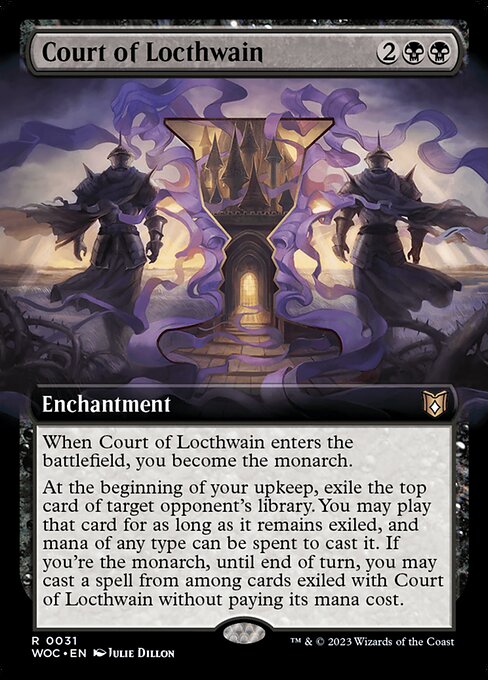 Court of Locthwain 2
Enchantment
When Court of Locthwain enters the
battlefield, you become the monarch.
At the beginning of your upkeep, exile the top
card of target opponent's library. You may play
that card for as long as it remains exiled, and
mana of any type can be spent to cast it. If
you're the monarch, until end of turn, you may
cast a spell from among cards exiled with Court
of Locthwain without paying its mana cost.
R 0031
WOC • EN Julie Dillon
™ & © 2023 Wizards of the Coast